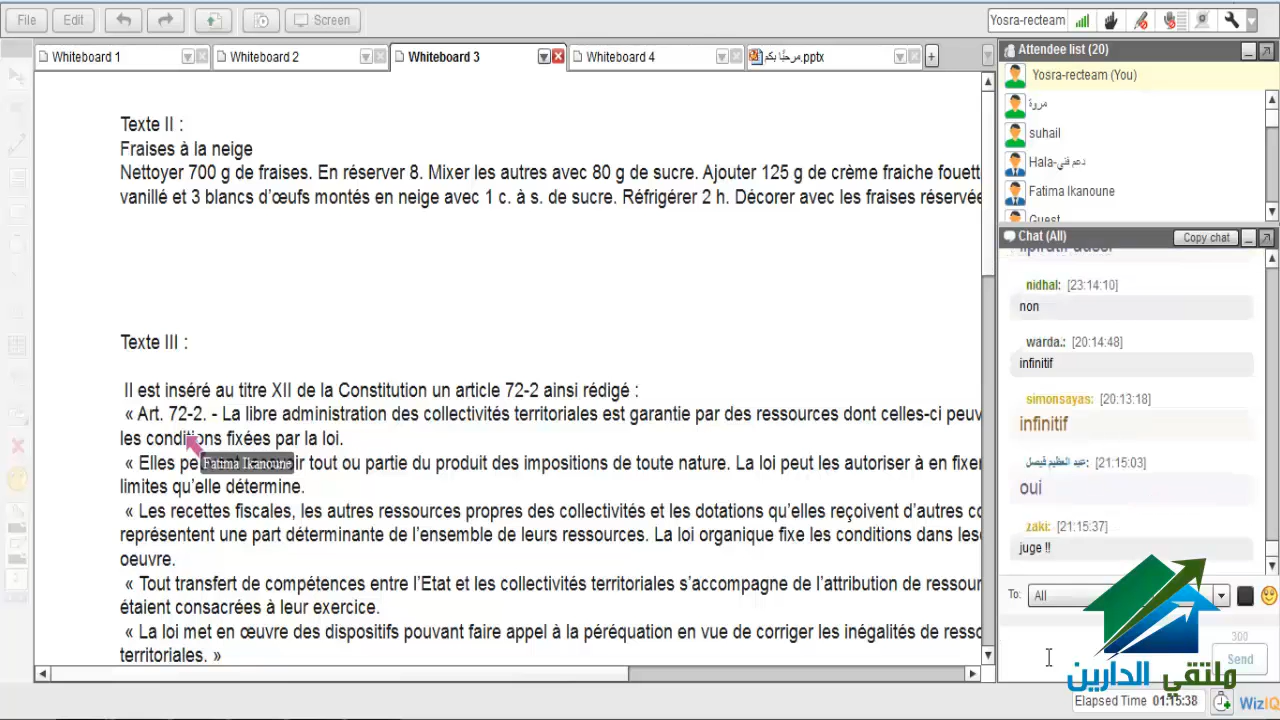 File Edit Screen Yosra-recteam
Whiteboard 1 Whiteboard 2 Whiteboard 3 Whiteboard 4 مرحبًا بكم.pptx
Texte II :
Fraises à la neige
Nettoyer 700 g de fraises. En réserver 8. Mixer les autres avec 80 g de sucre. Ajouter 125 g de crème fraiche fouett
vanillé et 3 blancs d’œufs montés en neige avec 1 c. à s. de sucre. Réfrigérer 2 h. Décorer avec les fraises réservée
Texte III :
Il est inséré au titre XII de la Constitution un article 72-2 ainsi rédigé :
« Art. 72-2. - La libre administration des collectivités territoriales est garantie par des ressources dont celles-ci peuv
les conditions fixées par la loi.
« Elles pe ir tout ou partie du produit des impositions de toute nature. La loi peut les autoriser à en fixer
Fatima Ikanoune
limites qu’elle détermine.
« Les recettes fiscales, les autres ressources propres des collectivités et les dotations qu’elles reçoivent d’autres co
représentent une part déterminante de l’ensemble de leurs ressources. La loi organique fixe les conditions dans les
oeuvre.
« Tout transfert de compétences entre l’Etat et les collectivités territoriales s’accompagne de l’attribution de ressour
étaient consacrées à leur exercice.
« La loi met en œuvre des dispositifs pouvant faire appel à la péréquation en vue de corriger les inégalités de resso
territoriales. »
Attendee list (20)
Yosra-recteam (You)
مروة
suhail
Hala-دعم فني
Fatima Ikanoune
Guest
Chat (All) Copy chat
nidhal: [23:14:10]
non
warda.: [20:14:48]
infinitif
simonsayas: [20:13:18]
infinitif
عبد العظيم فيصل: [21:15:03]
oui
zaki: [21:15:37]
juge !!
To: All
300
Send
ملتقي الدارين
Elapsed Time 01:15:38 WizIQ